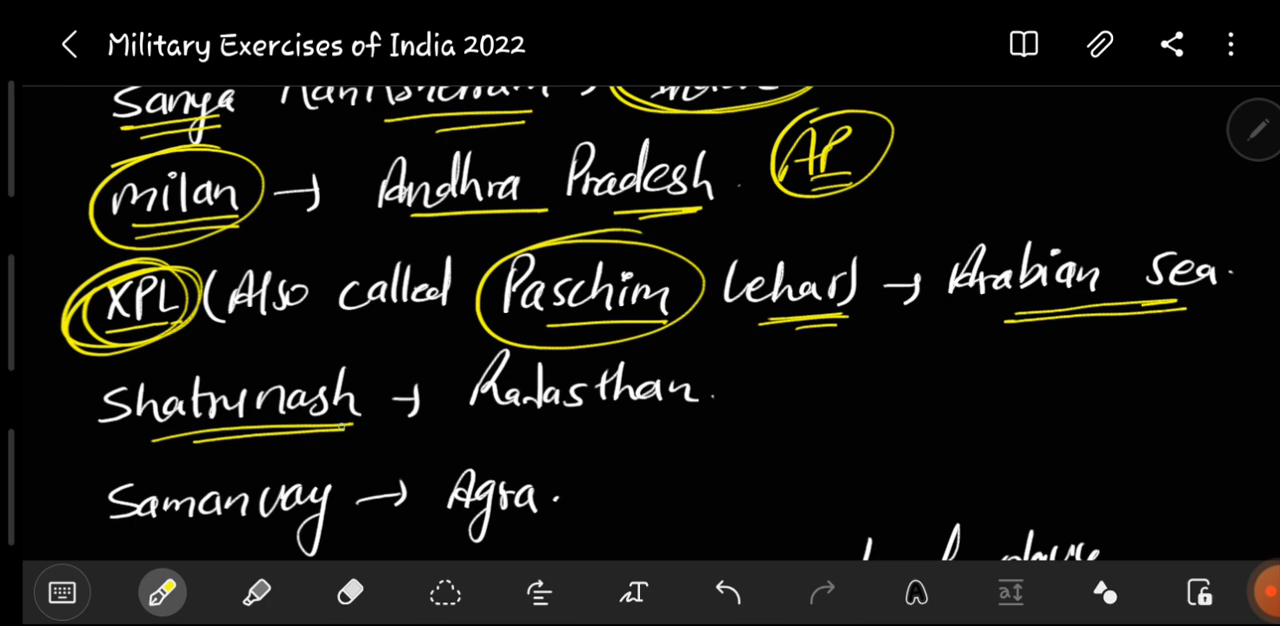 Military Exercises of India 2022
Sanya
milan → Andhra Pradesh. AP
XPL (Also called Paschim lehar) → Arabian sea.
Shatrunash → Rajasthan.
Samanvay → Agra.